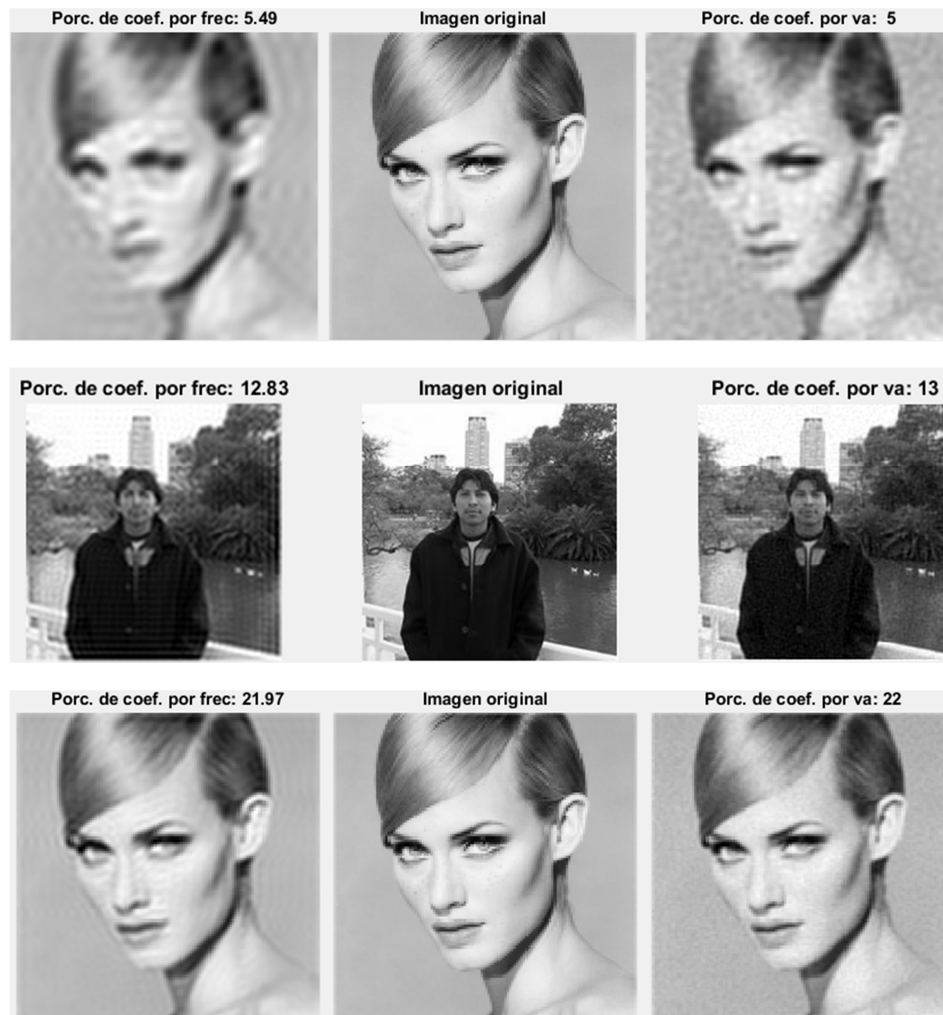 Porc. de coef. por frec: 5.49
Imagen original
Porc. de coef. por va:  5
Porc. de coef. por frec: 12.83
Imagen original
Porc. de coef. por va: 13
Porc. de coef. por frec: 21.97
Imagen original
Porc. de coef. por va: 22